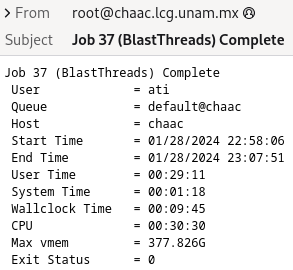 > From root@chaac.lcg.unam.mx
Subject Job 37 (BlastThreads) Complete
Job 37 (BlastThreads) Complete
User = ati
Queue = default@chaac
Host = chaac
Start Time = 01/28/2024 22:58:06
End Time = 01/28/2024 23:07:51
User Time = 00:29:11
System Time = 00:01:18
Wallclock Time = 00:09:45
CPU = 00:30:30
Max vmem = 377.826G
Exit Status = 0